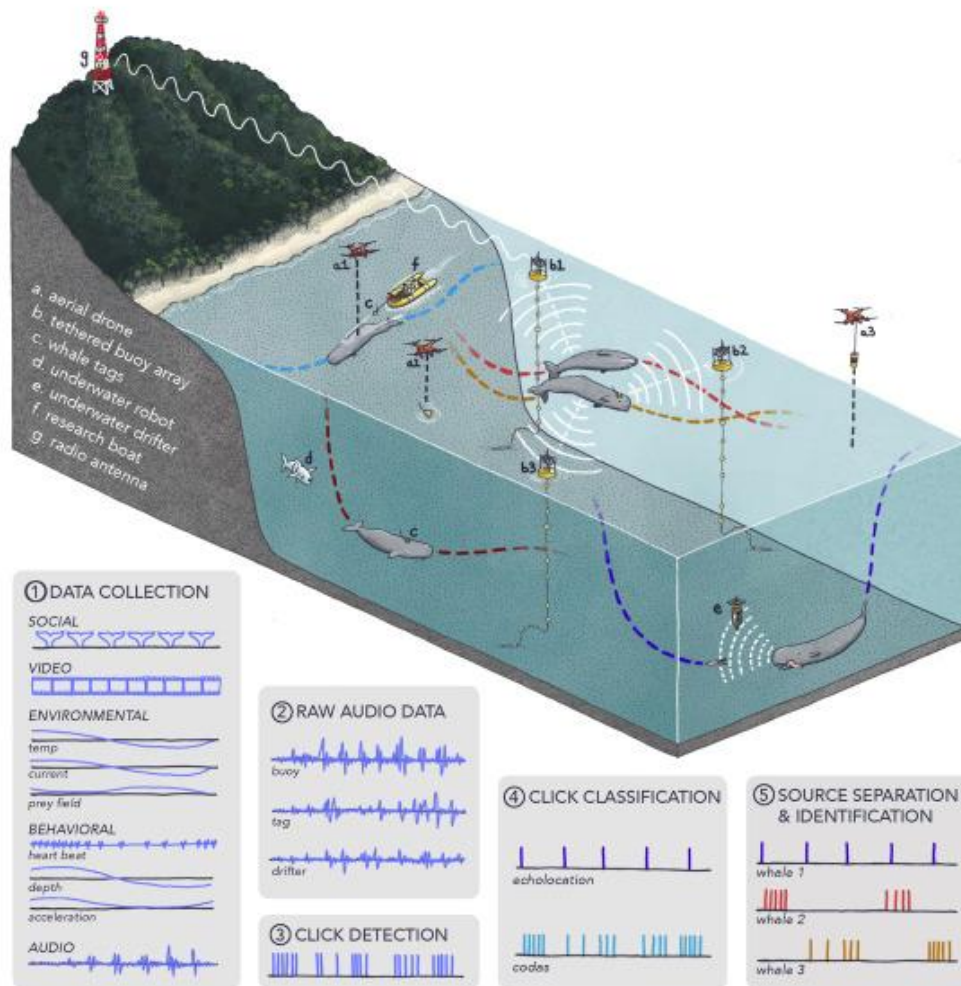 g
a1
f
c
b1
a2
b2
a3
a. aerial drone
b. tethered buoy array
c. whale tags
d. underwater robot
e. underwater drifter
f. research boat
g. radio antenna
d
b3
c
e
① DATA COLLECTION
SOCIAL
VIDEO
ENVIRONMENTAL
temp
current
prey field
BEHAVIORAL
heart beat
depth
acceleration
AUDIO
② RAW AUDIO DATA
buoy
tag
drifter
③ CLICK DETECTION
④ CLICK CLASSIFICATION
echolocation
codas
⑤ SOURCE SEPARATION
& IDENTIFICATION
whale 1
whale 2
whale 3